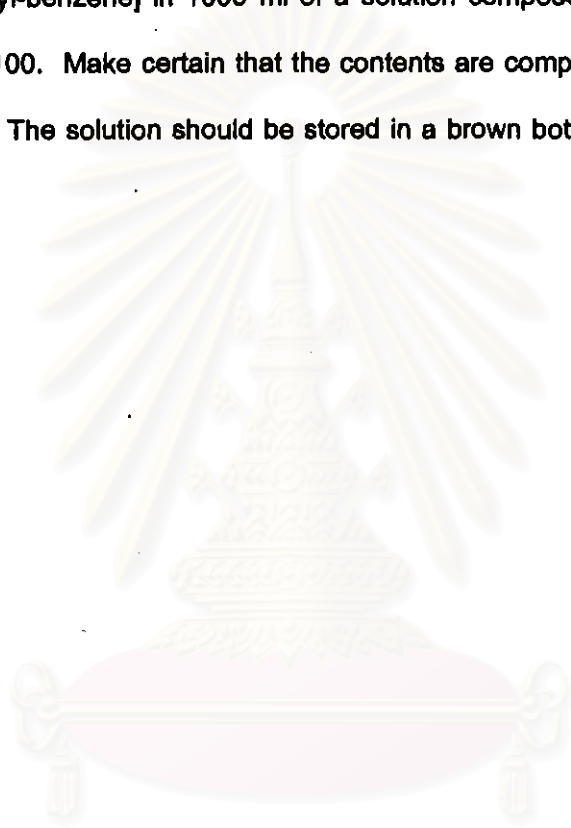 yl-benzene] in 1000 ml of a solution compose
00. Make certain that the contents are comp
The solution should be stored in a brown bot